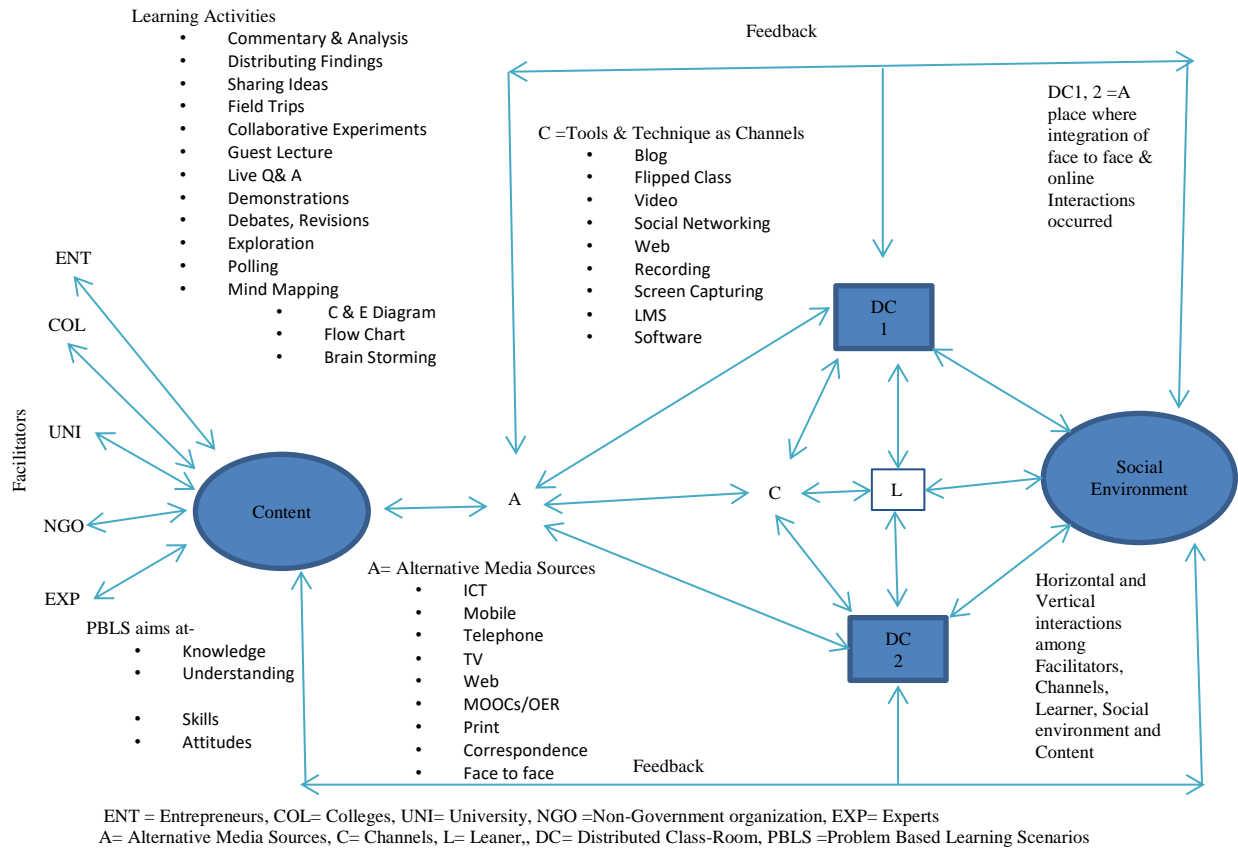 Learning Activities
• Commentary & Analysis
• Distributing Findings
• Sharing Ideas
• Field Trips
• Collaborative Experiments
• Guest Lecture
• Live Q& A
• Demonstrations
• Debates, Revisions
• Exploration
• Polling
• Mind Mapping
• C & E Diagram
• Flow Chart
• Brain Storming
Feedback
C =Tools & Technique as Channels
• Blog
• Flipped Class
• Video
• Social Networking
• Web
• Recording
• Screen Capturing
• LMS
• Software
DC1, 2 =A
place where
integration of
face to face &
online
Interactions
occurred
Facilitators
ENT
COL
UNI
NGO
EXP
Content
A
C
L
DC
1
DC
2
Social
Environment
PBLS aims at-
• Knowledge
• Understanding
• Skills
• Attitudes
A= Alternative Media Sources
• ICT
• Mobile
• Telephone
• TV
• Web
• MOOCs/OER
• Print
• Correspondence
• Face to face
Feedback
Horizontal and
Vertical
interactions
among
Facilitators,
Channels,
Learner, Social
environment and
Content
ENT = Entrepreneurs, COL= Colleges, UNI= University, NGO =Non-Government organization, EXP= Experts
A= Alternative Media Sources, C= Channels, L= Leaner,, DC= Distributed Class-Room, PBLS =Problem Based Learning Scenarios